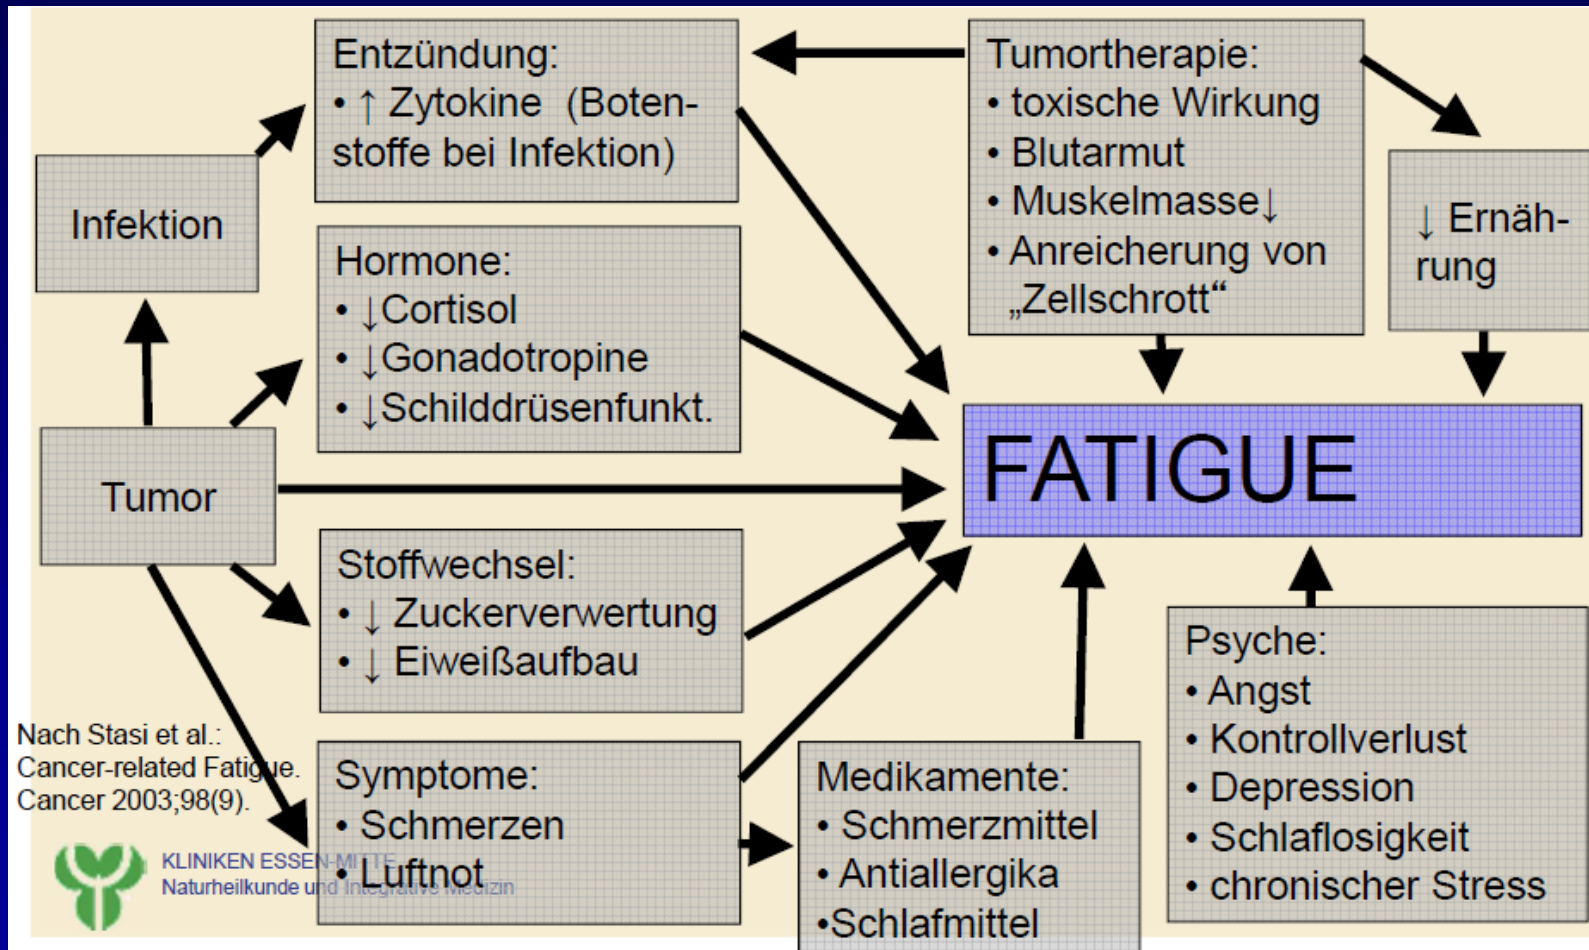 Entzündung:
• ↑ Zytokine (Boten-
stoffe bei Infektion)
Tumortherapie:
• toxische Wirkung
• Blutarmut
• Muskelmasse↓
• Anreicherung von
„Zellschrott“
Infektion
↓ Ernäh-
rung
Hormone:
• ↓Cortisol
• ↓Gonadotropine
• ↓Schilddrüsenfunkt.
Tumor
FATIGUE
Stoffwechsel:
• ↓ Zuckerverwertung
• ↓ Eiweißaufbau
Psyche:
• Angst
• Kontrollverlust
• Depression
• Schlaflosigkeit
• chronischer Stress
Nach Stasi et al.:
Cancer-related Fatigue.
Cancer 2003;98(9).
Symptome:
• Schmerzen
• Luftnot
Medikamente:
• Schmerzmittel
• Antiallergika
•Schlafmittel
KLINIKEN ESSEN-MITTE
Naturheilkunde und Integrative Medizin